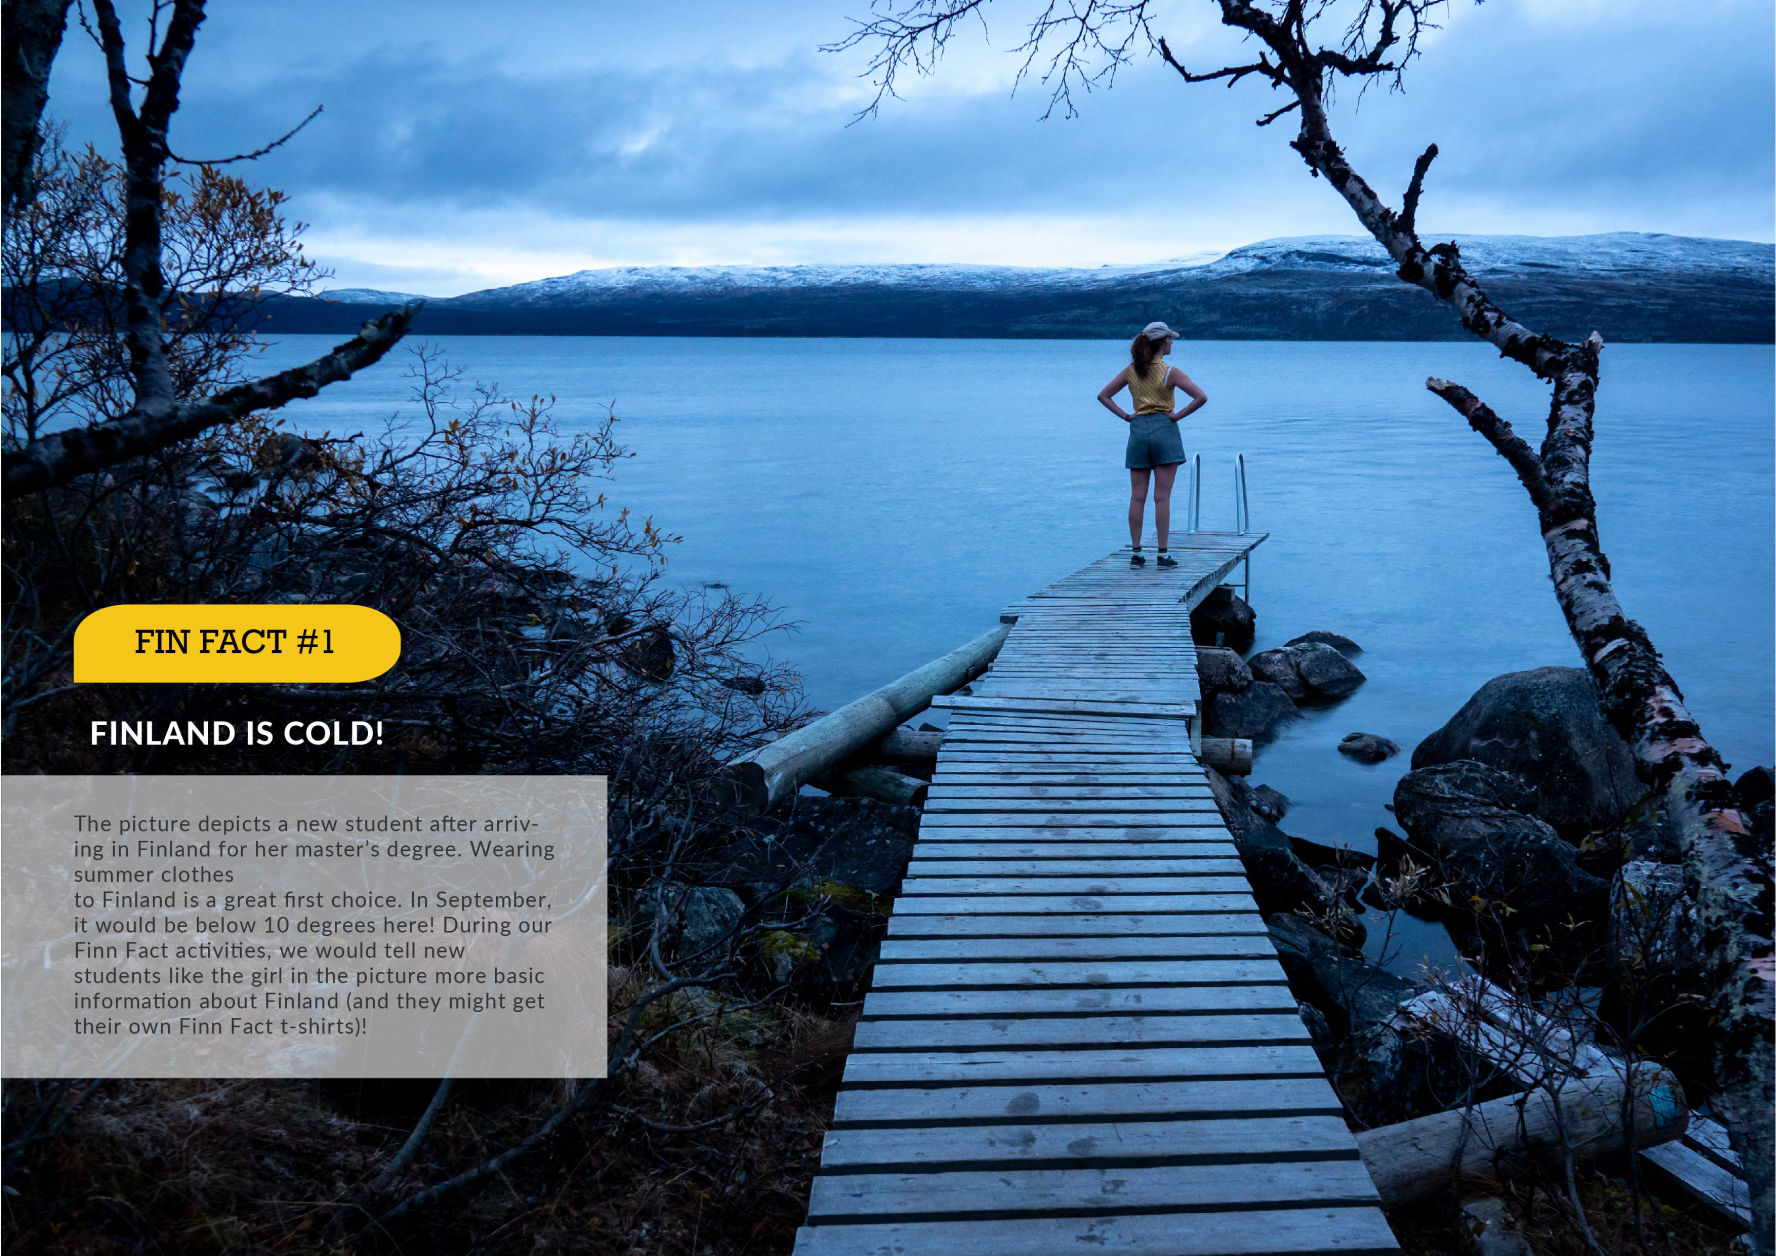 FIN FACT #1
FINLAND IS COLD!
The picture depicts a new student after arriv-
ing in Finland for her master's degree. Wearing
summer clothes
to Finland is a great first choice. In September,
it would be below 10 degrees here! During our
Finn Fact activities, we would tell new
students like the girl in the picture more basic
information about Finland (and they might get
their own Finn Fact t-shirts)!